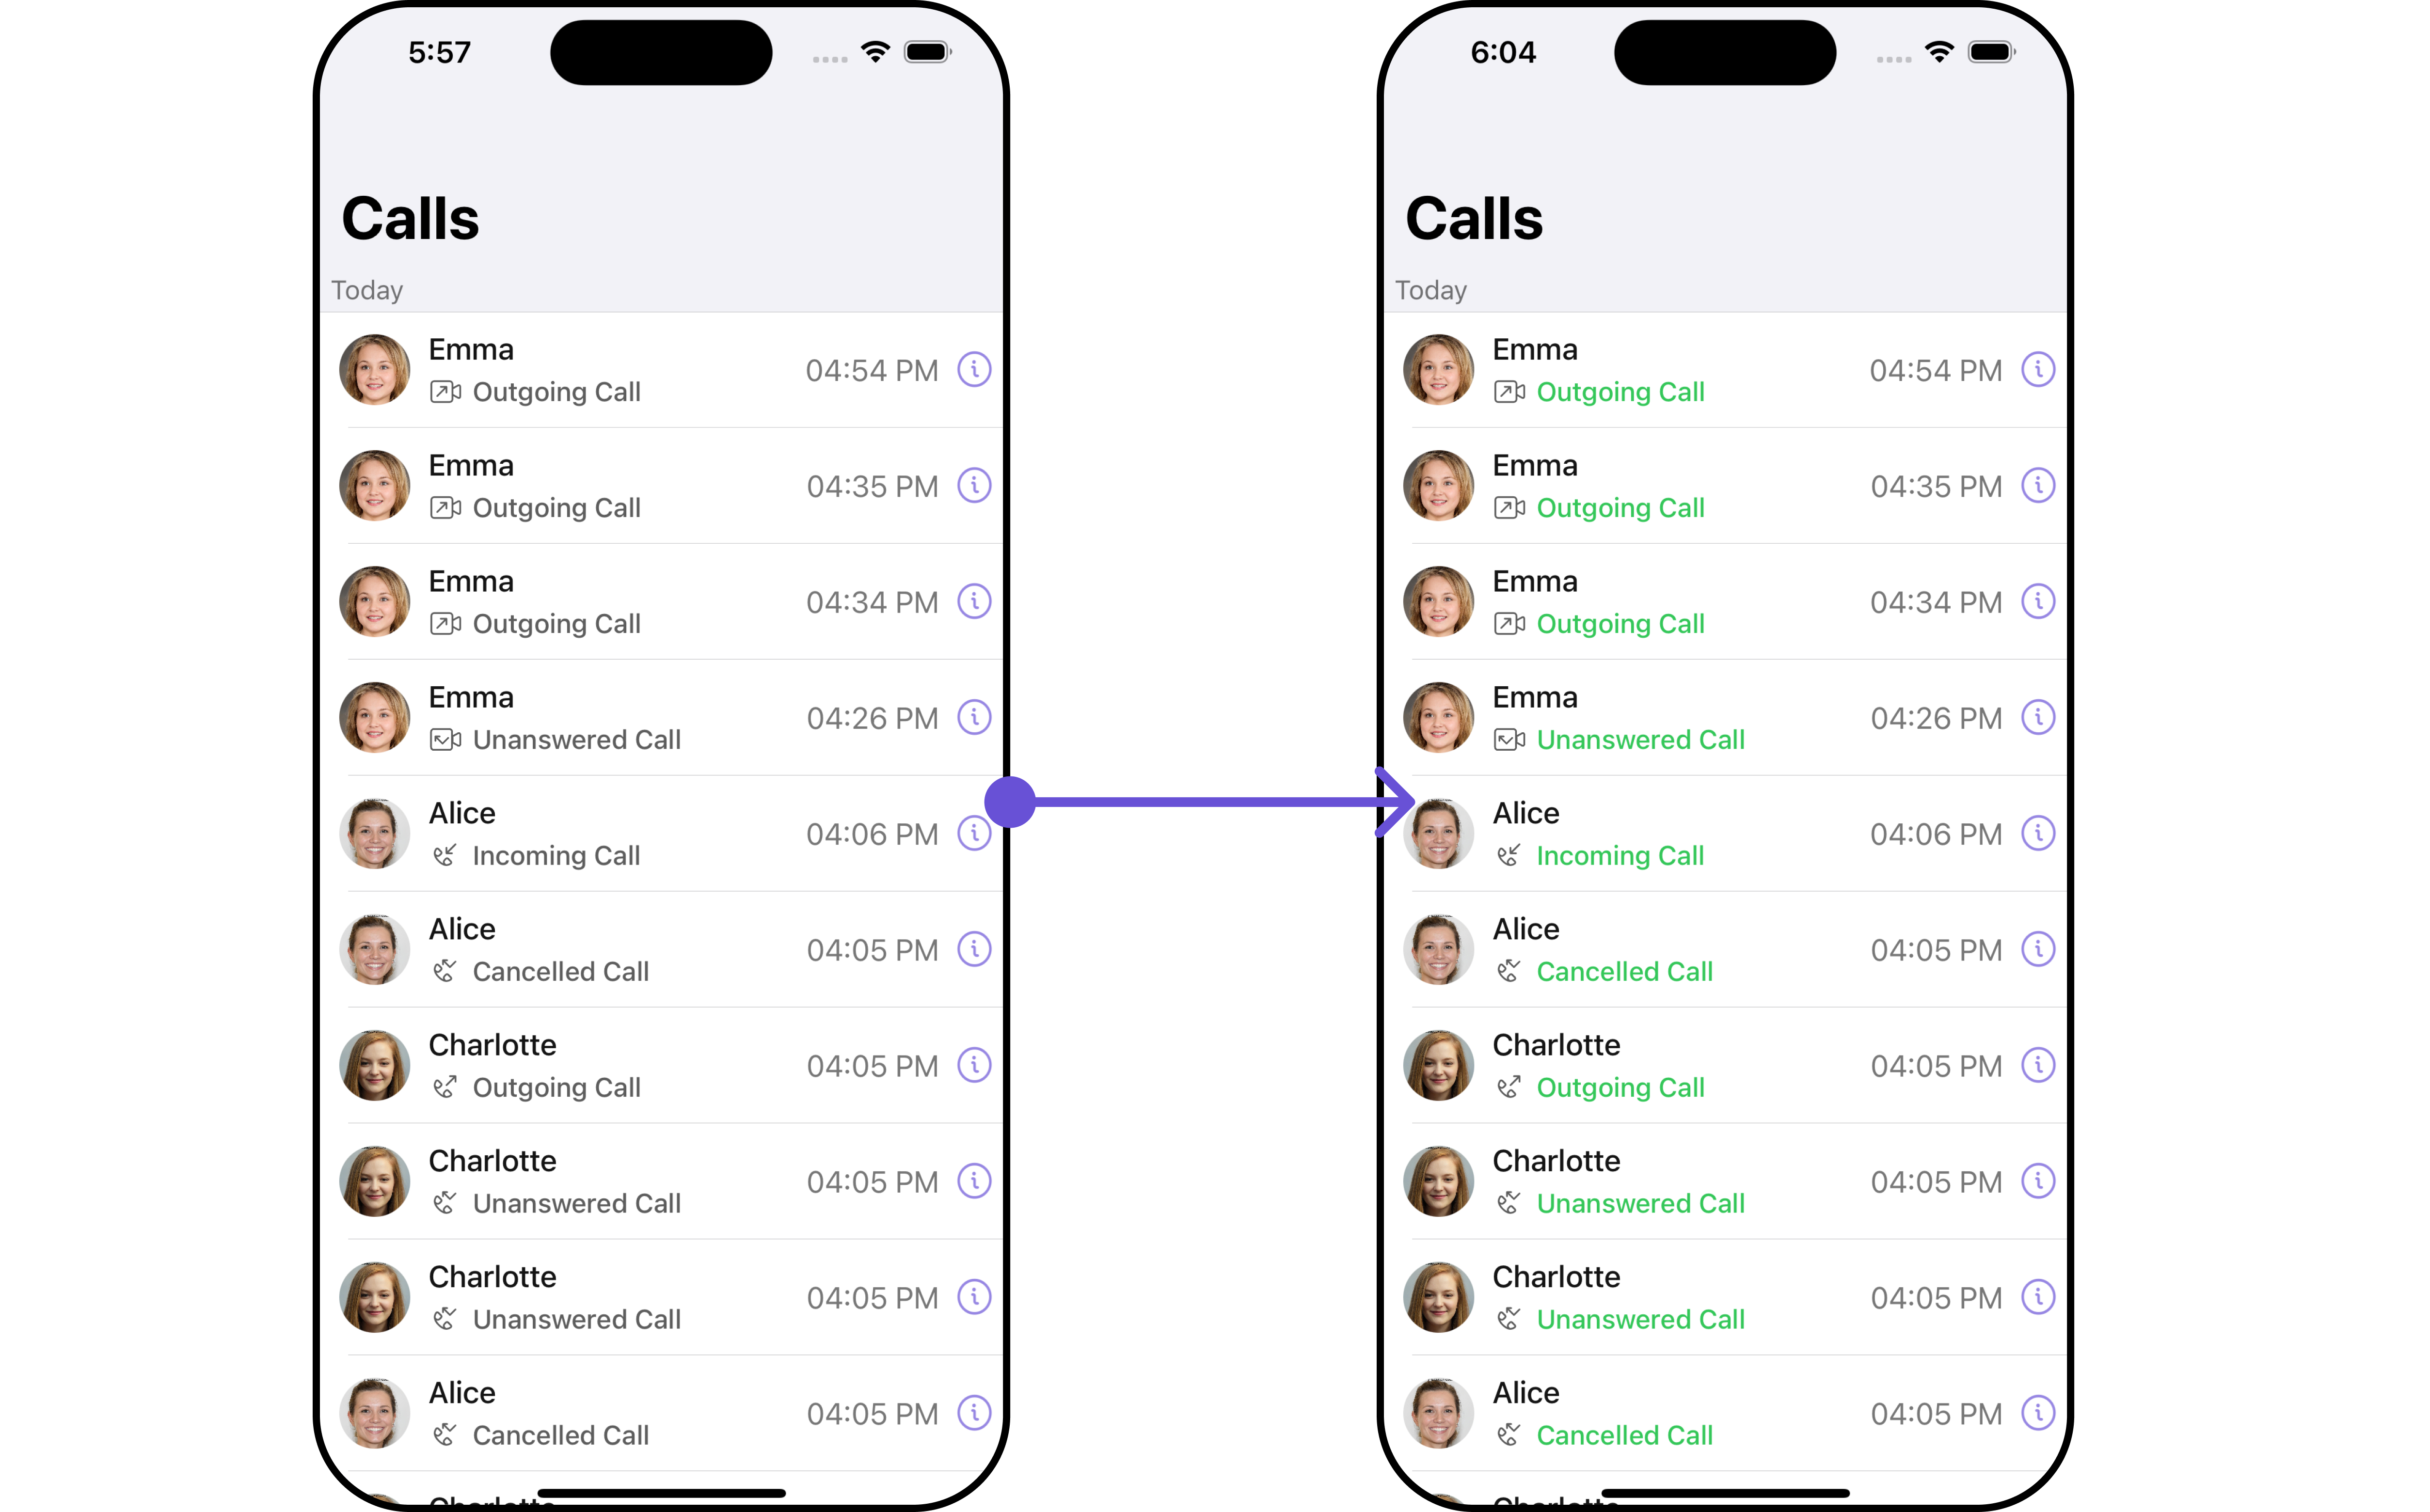 5:57
Calls
Today
Emma
Outgoing Call
04:54 PM
Emma
Outgoing Call
04:35 PM
Emma
Outgoing Call
04:34 PM
Emma
Unanswered Call
04:26 PM
Alice
Incoming Call
04:06 PM
Alice
Cancelled Call
04:05 PM
Charlotte
Outgoing Call
04:05 PM
Charlotte
Unanswered Call
04:05 PM
Charlotte
Unanswered Call
04:05 PM
Alice
Cancelled Call
04:05 PM
Charlotte
6:04
Calls
Today
Emma
Outgoing Call
04:54 PM
Emma
Outgoing Call
04:35 PM
Emma
Outgoing Call
04:34 PM
Emma
Unanswered Call
04:26 PM
Alice
Incoming Call
04:06 PM
Alice
Cancelled Call
04:05 PM
Charlotte
Outgoing Call
04:05 PM
Charlotte
Unanswered Call
04:05 PM
Charlotte
Unanswered Call
04:05 PM
Alice
Cancelled Call
04:05 PM
Charlotte